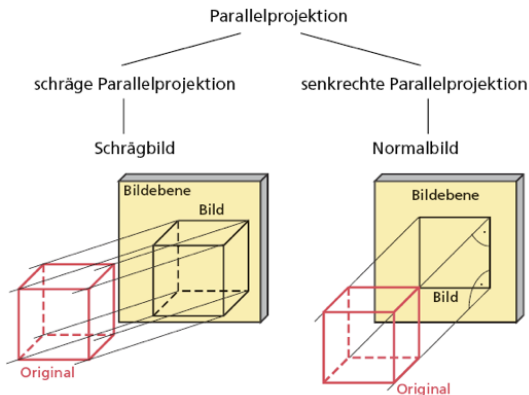 Parallelprojektion
schräge Parallelprojektion
senkrechte Parallelprojektion
Schrägbild
Normalbild
Bildebene
Bild
Original
Bildebene
Bild
Original